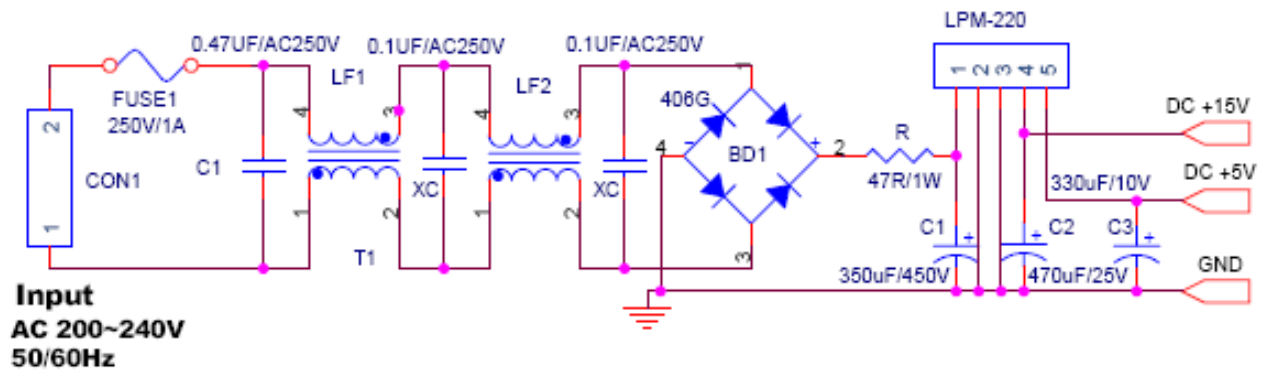 LPM-220
0.47UF/AC250V
0.1UF/AC250V
0.1UF/AC250V
LF1
LF2
1 2 3 4 5
FUSE1
250V/1A
406G
DC +15V
4
3
4
3
1
2
CON1
C1
XC
XC
4
-
BD1
+
2
R
47R/1W
330uF/10V
DC +5V
1
1
2
1
2
3
T1
C1
+
C2
+
C3
+
350uF/450V
470uF/25V
GND
Input
AC 200~240V
50/60Hz